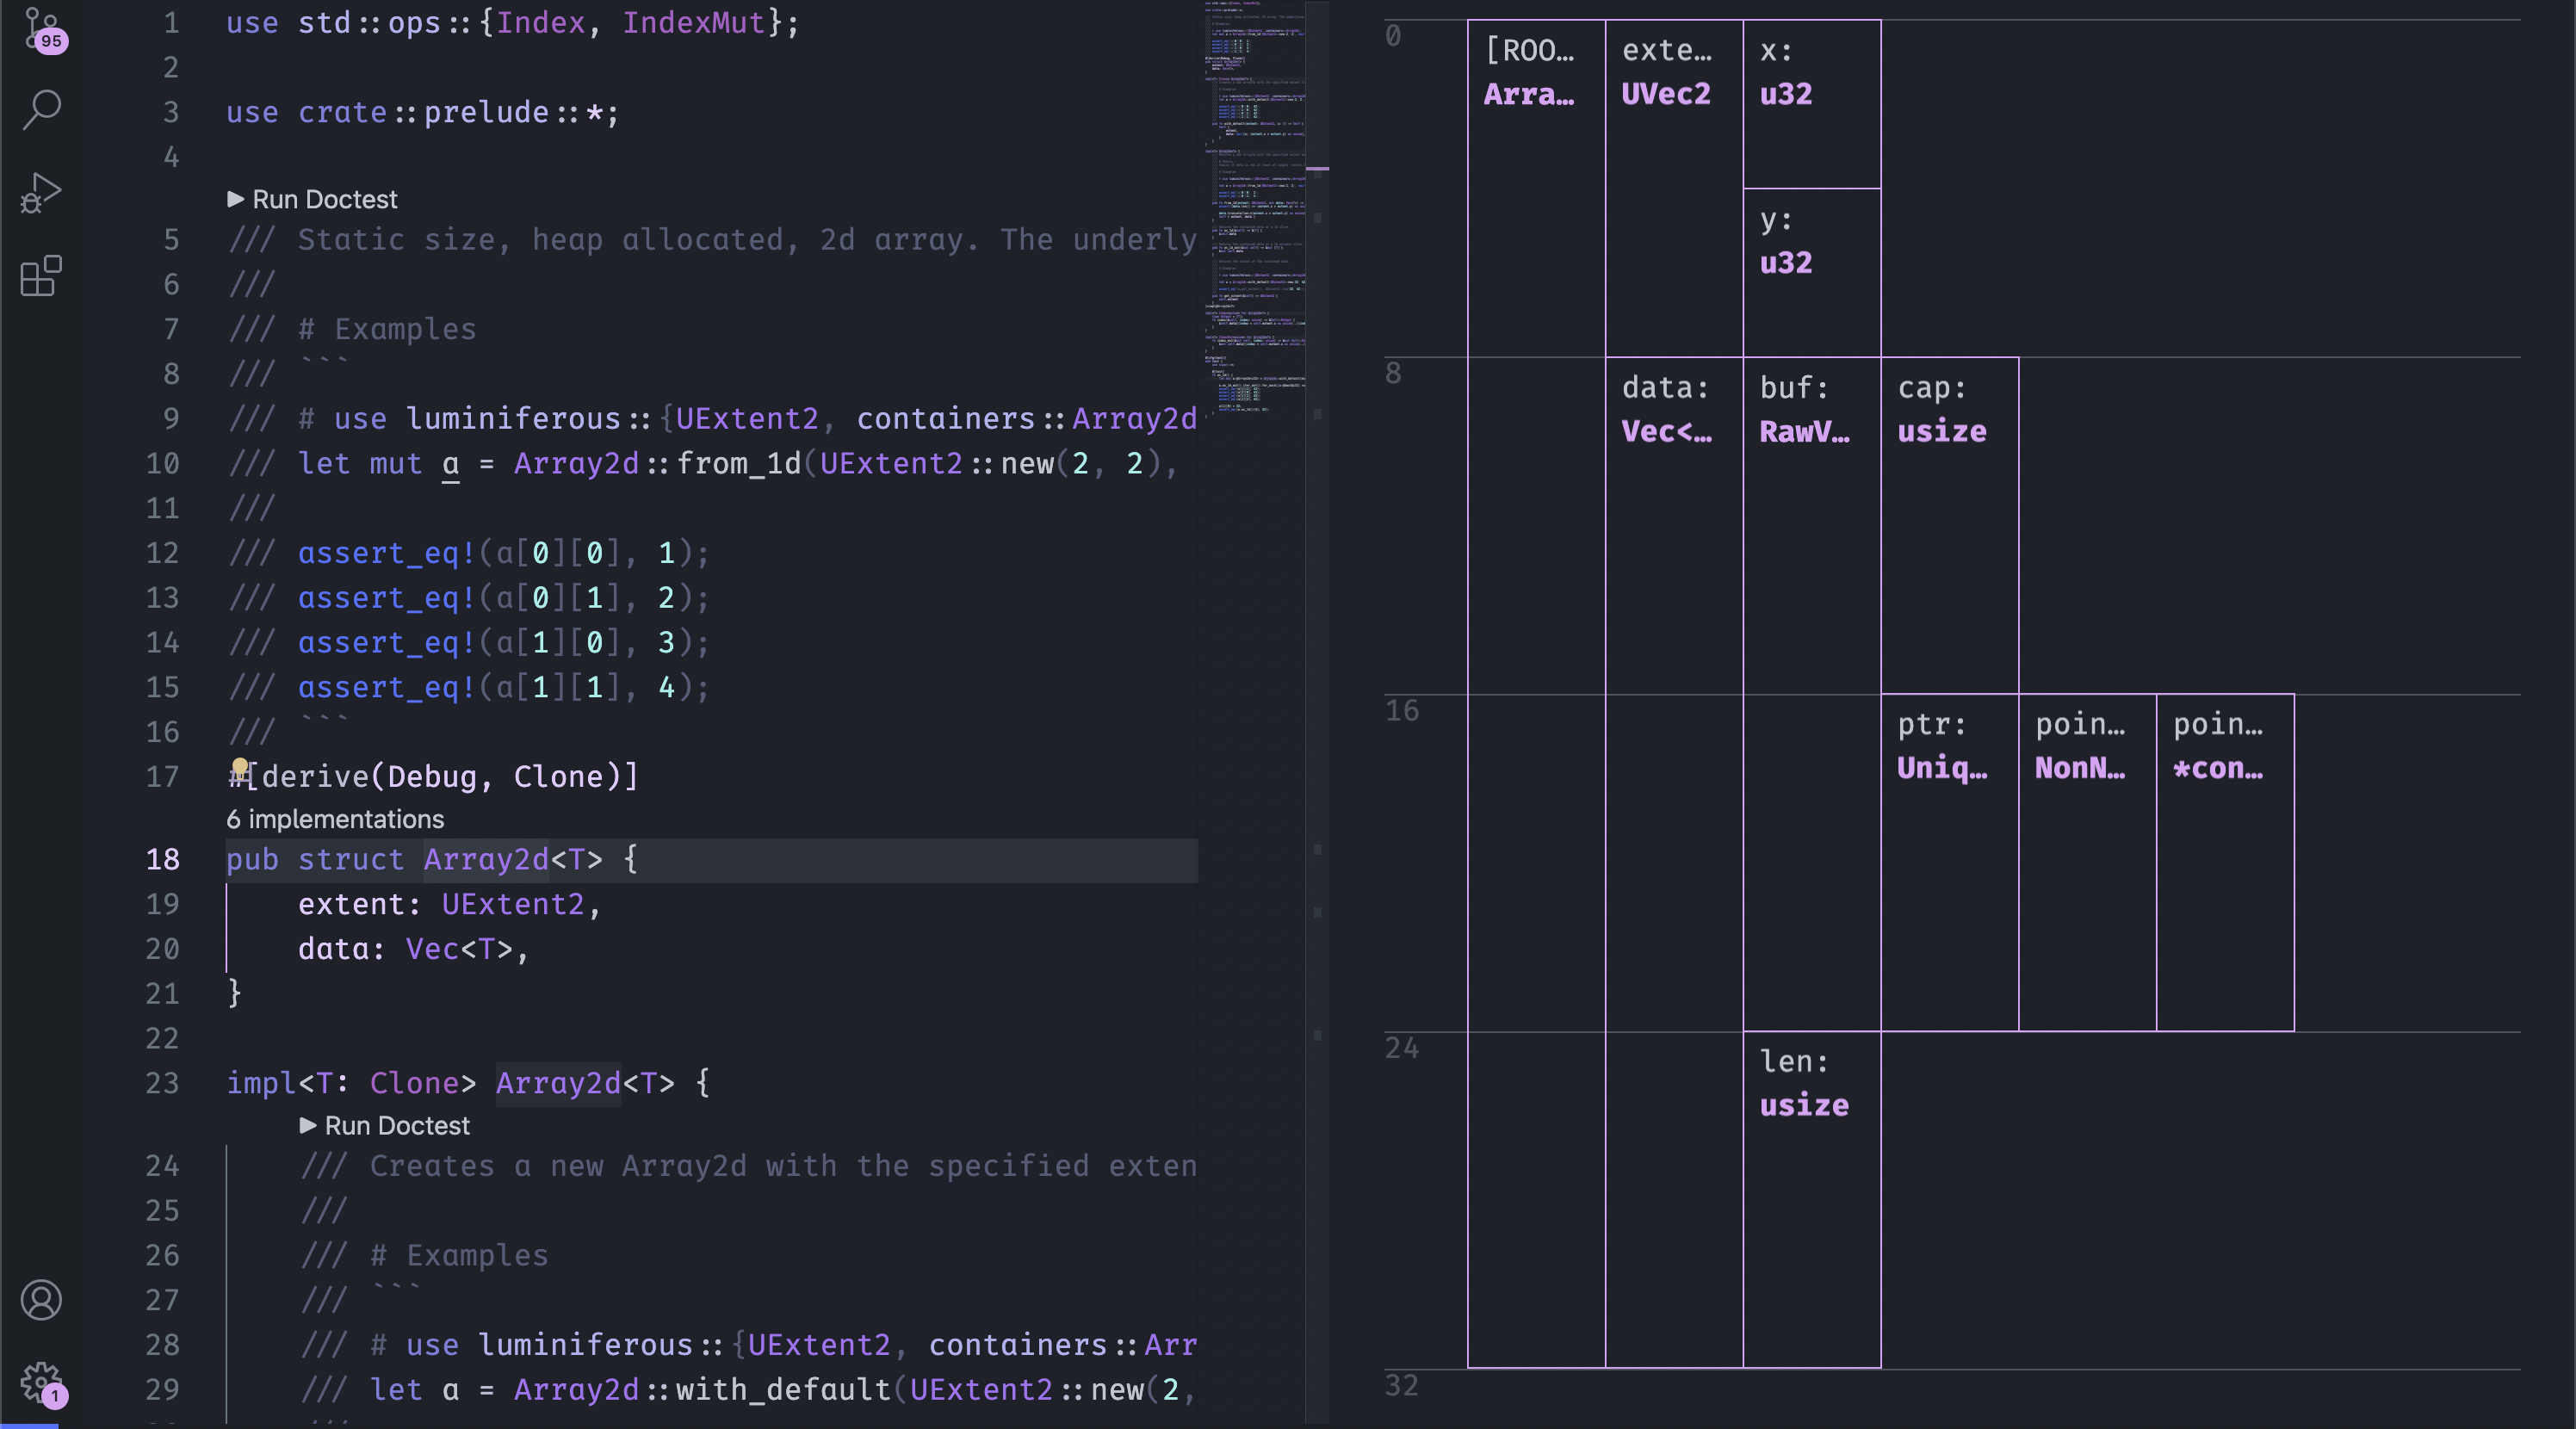 95
1 use std::ops::{Index, IndexMut};
2
3 use crate::prelude::*;
4
▶ Run Doctest
5 /// Static size, heap allocated, 2d array. The underly
6 ///
7 /// # Examples
8 /// ```
9 /// # use luminiferous::{UExtent2, containers::Array2d
10 /// let mut a = Array2d::from_1d(UExtent2::new(2, 2),
11 ///
12 /// assert_eq!(a[0][0], 1);
13 /// assert_eq!(a[0][1], 2);
14 /// assert_eq!(a[1][0], 3);
15 /// assert_eq!(a[1][1], 4);
16 /// ```
17 #[derive(Debug, Clone)]
6 implementations
18 pub struct Array2d<T> {
19 extent: UExtent2,
20 data: Vec<T>,
21 }
22
23 impl<T: Clone> Array2d<T> {
▶ Run Doctest
24 /// Creates a new Array2d with the specified exten
25 ///
26 /// # Examples
27 /// ```
28 /// # use luminiferous::{UExtent2, containers::Arr
29 /// let a = Array2d::with_default(UExtent2::new(2,
1
0
[ROO…
Arra…
exte…
UVec2
x:
u32
y:
u32
8
data:
Vec<…
buf:
RawV…
cap:
usize
16
ptr:
Uniq…
poin…
NonN…
poin…
*con…
24
len:
usize
32